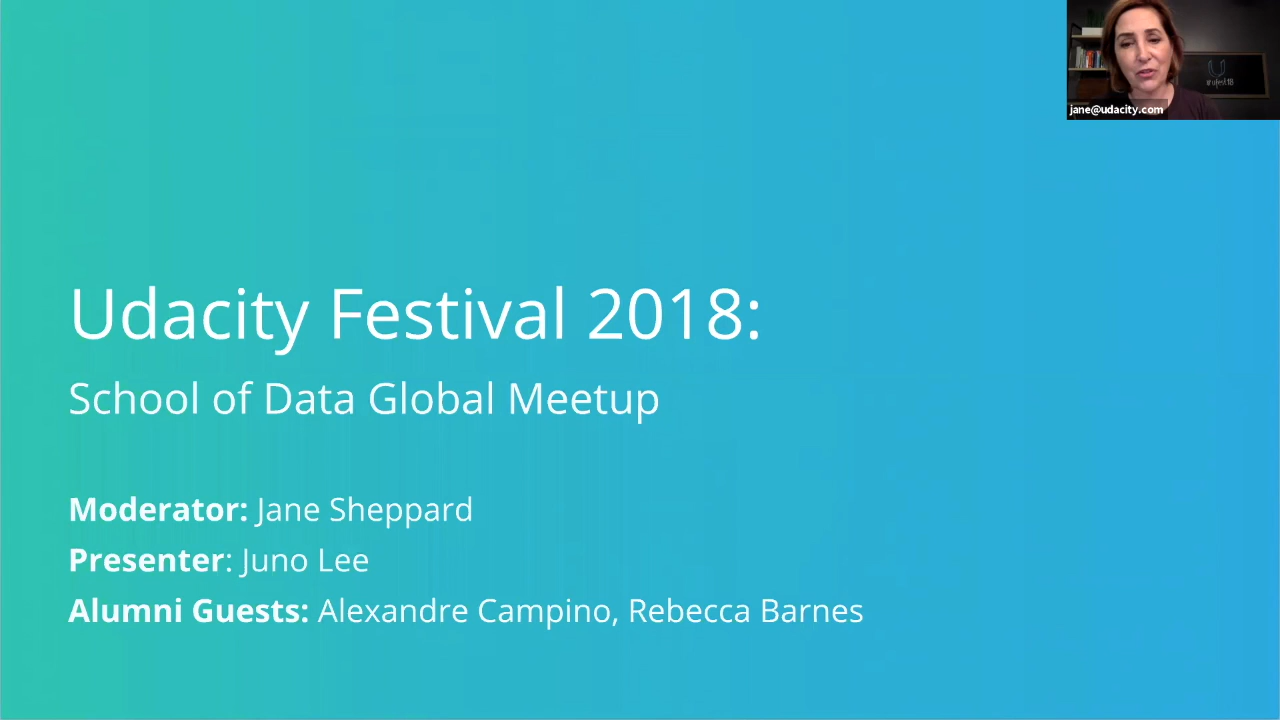 jane@udacity.com
Udacity Festival 2018:
School of Data Global Meetup
Moderator: Jane Sheppard
Presenter: Juno Lee
Alumni Guests: Alexandre Campino, Rebecca Barnes